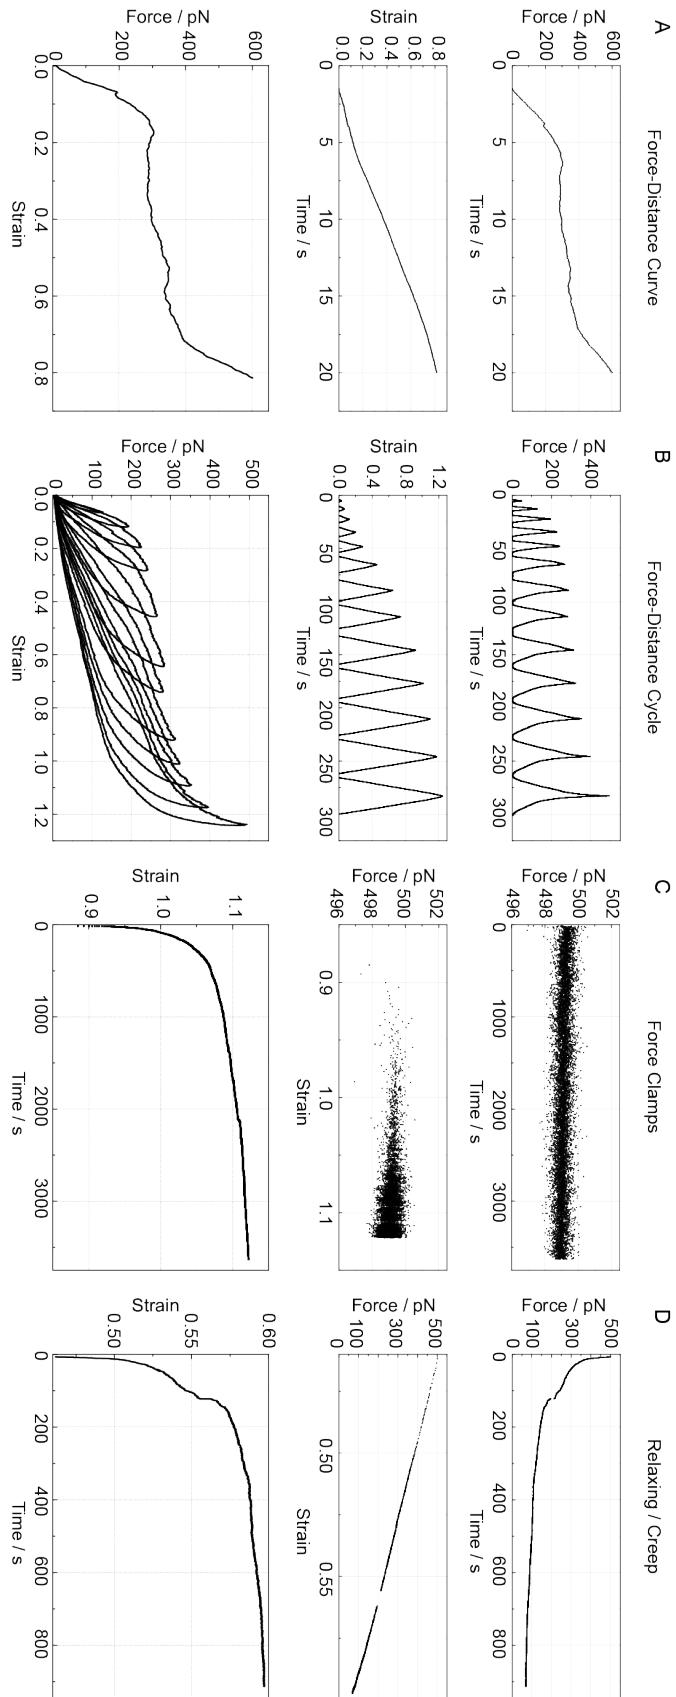 A
Force-Distance Curve
Force / pN
0 200 400 600
0 5 10 15 20
Time / s
Strain
0.0 0.2 0.4 0.6 0.8
0 5 10 15 20
Time / s
Force / pN
0 200 400 600
0.0 0.2 0.4 0.6 0.8
Strain
B
Force-Distance Cycle
Force / pN
0 200 400
0 50 100 150 200 250 300
Time / s
Strain
0.0 0.4 0.8 1.2
0 50 100 150 200 250 300
Time / s
Force / pN
0 100 200 300 400 500
0.0 0.2 0.4 0.6 0.8 1.0 1.2
Strain
C
Force Clamps
Force / pN
496 498 500 502
0 1000 2000 3000
Time / s
Force / pN
496 498 500 502
0.9 1.0 1.1
Strain
Strain
0.9 1.0 1.1
0 1000 2000 3000
Time / s
D
Relaxing / Creep
Force / pN
0 100 300 500
0 200 400 600 800
Time / s
Force / pN
0 100 300 500
0.50 0.55
Strain
Strain
0.50 0.55 0.60
0 200 400 600 800
Time / s